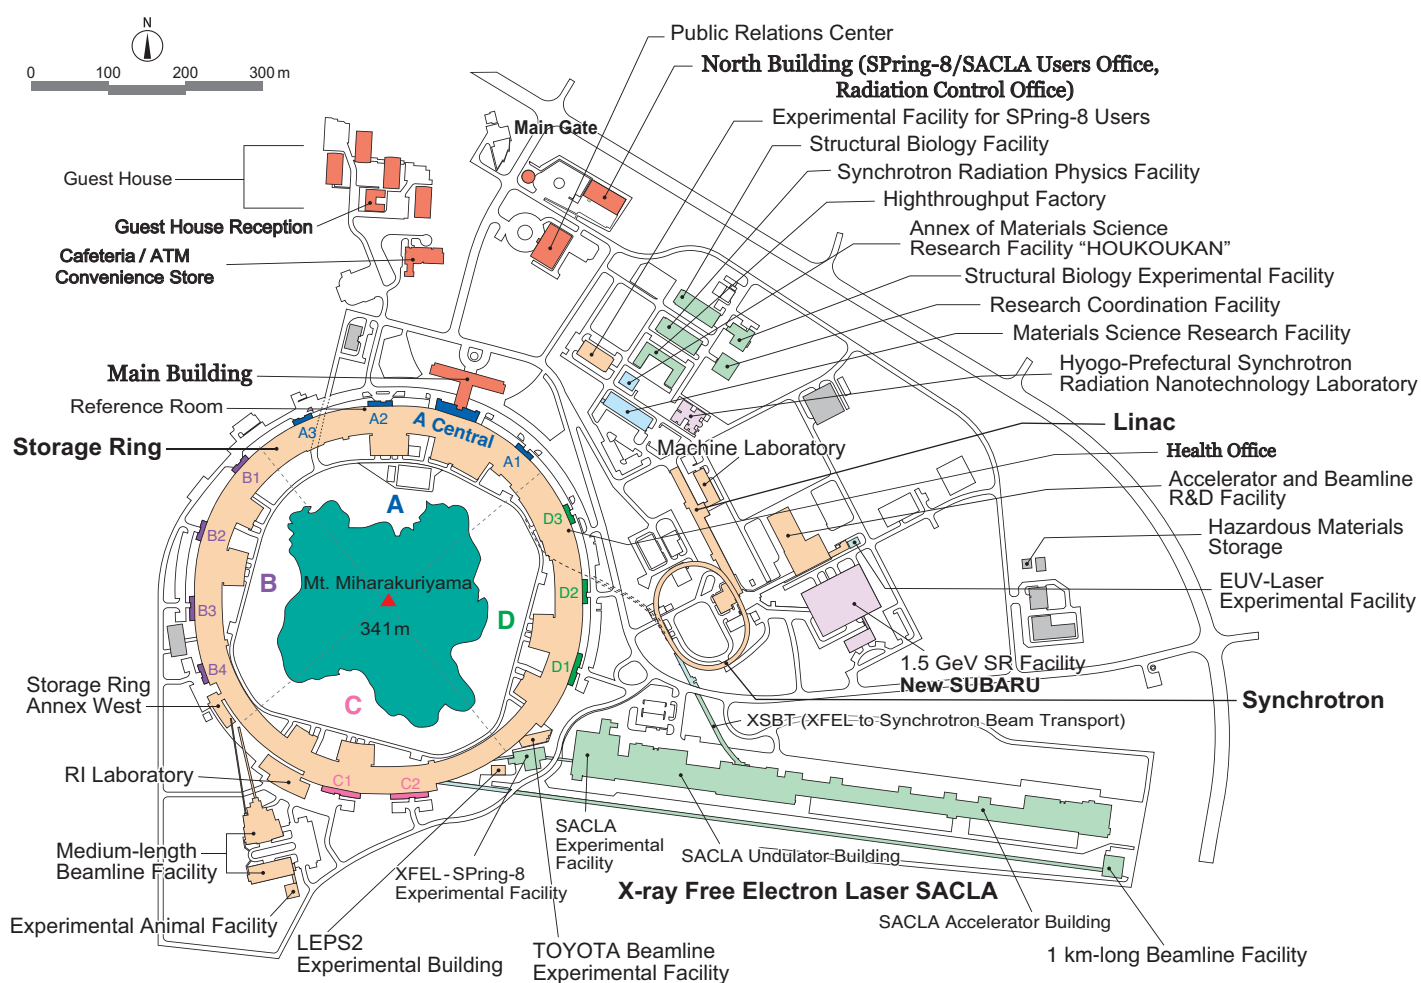 N
0 100 200 300 m
Public Relations Center
North Building (SPring-8/SACLA Users Office,
Radiation Control Office)
Main Gate
Experimental Facility for SPring-8 Users
Structural Biology Facility
Synchrotron Radiation Physics Facility
Highthroughput Factory
Annex of Materials Science
Research Facility “HOUKOUKAN”
Structural Biology Experimental Facility
Research Coordination Facility
Materials Science Research Facility
Hyogo-Prefectural Synchrotron
Radiation Nanotechnology Laboratory
Guest House
Guest House Reception
Cafeteria / ATM
Convenience Store
Main Building
Reference Room
Storage Ring
Machine Laboratory
Linac
Health Office
Accelerator and Beamline
R&D Facility
Hazardous Materials
Storage
EUV-Laser
Experimental Facility
A Central
A1
A2
A3
B1
B2
B3
B4
C1
C2
D1
D2
D3
A
B
C
D
Mt. Miharakuriyama
341 m
1.5 GeV SR Facility
New SUBARU
Synchrotron
XSBT (XFEL to Synchrotron Beam Transport)
Storage Ring
Annex West
RI Laboratory
Medium-length
Beamline Facility
Experimental Animal Facility
LEPS2
Experimental Building
XFEL-SPring-8
Experimental Facility
TOYOTA Beamline
Experimental Facility
SACLA
Experimental
Facility
SACLA Undulator Building
X-ray Free Electron Laser SACLA
SACLA Accelerator Building
1 km-long Beamline Facility